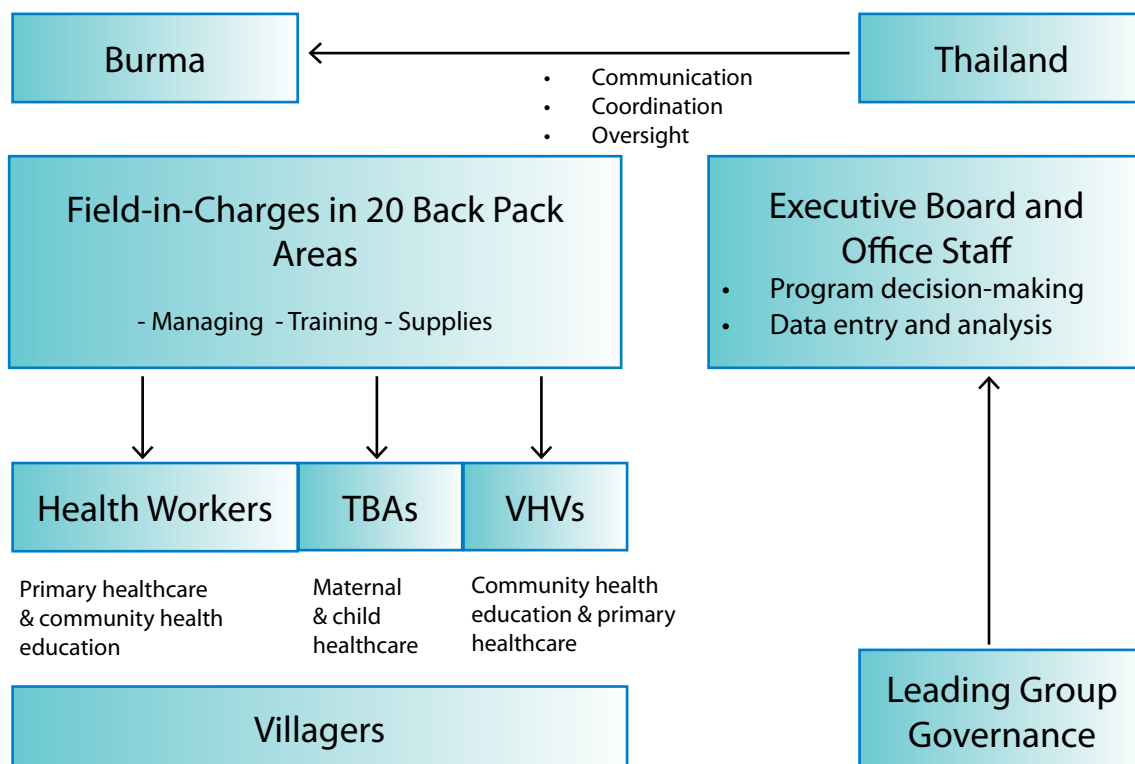 Burma
Thailand
• Communication
• Coordination
• Oversight
Field-in-Charges in 20 Back Pack
Areas
- Managing - Training - Supplies
Executive Board and
Office Staff
• Program decision-making
• Data entry and analysis
Health Workers
TBAs
VHVs
Primary healthcare
& community health
education
Maternal
& child
healthcare
Community health
education & primary
healthcare
Villagers
Leading Group
Governance